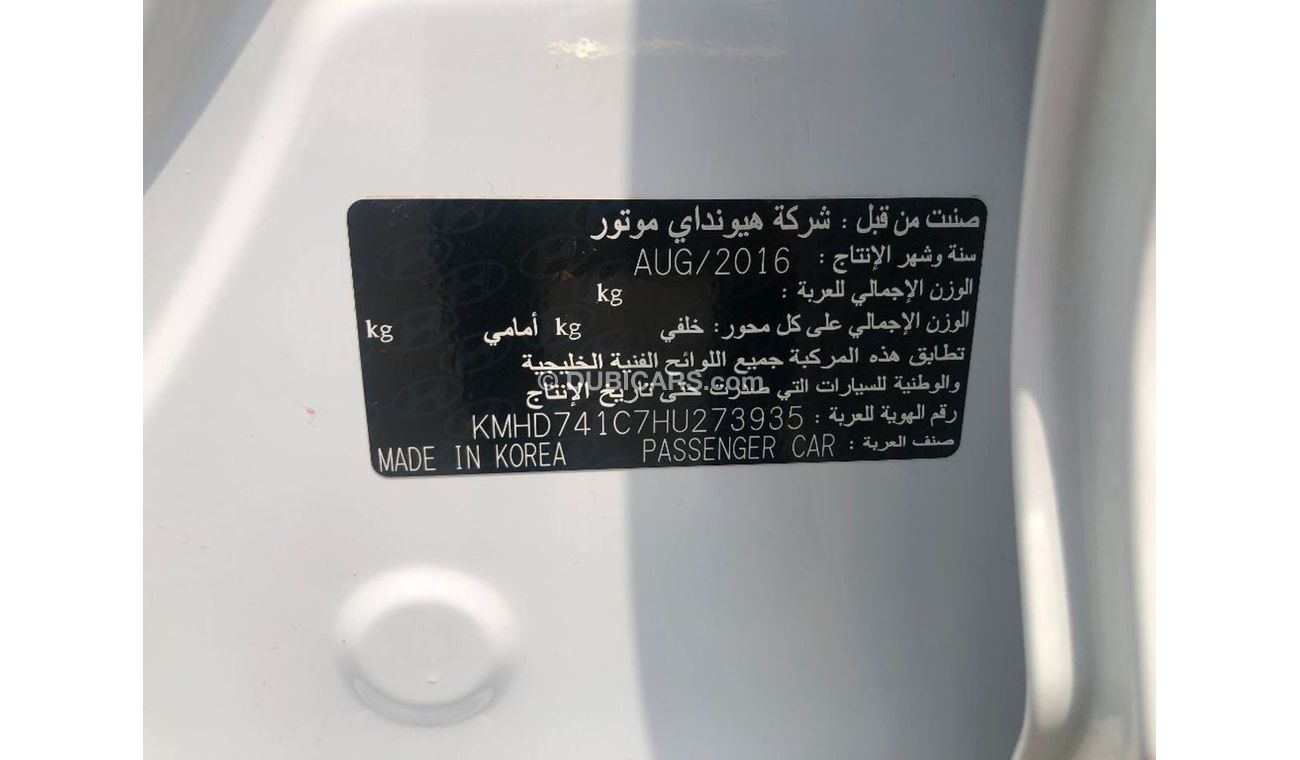 صنعت من قبل : شركة هيونداي موتور
سنة وشهر الإنتاج : AUG/2016
الوزن الإجمالي للعربة : kg
الوزن الإجمالي على كل محور : خلفي kg أمامي kg
تطابق هذه المركبة جميع اللوائح الفنية الخليجية
© DUBICARS.com
والوطنية للسيارات التي صدرت حتى تاريخ الإنتاج
رقم الهوية للعربة : KMHD741C7HU273935
صنف العربة : PASSENGER CAR MADE IN KOREA